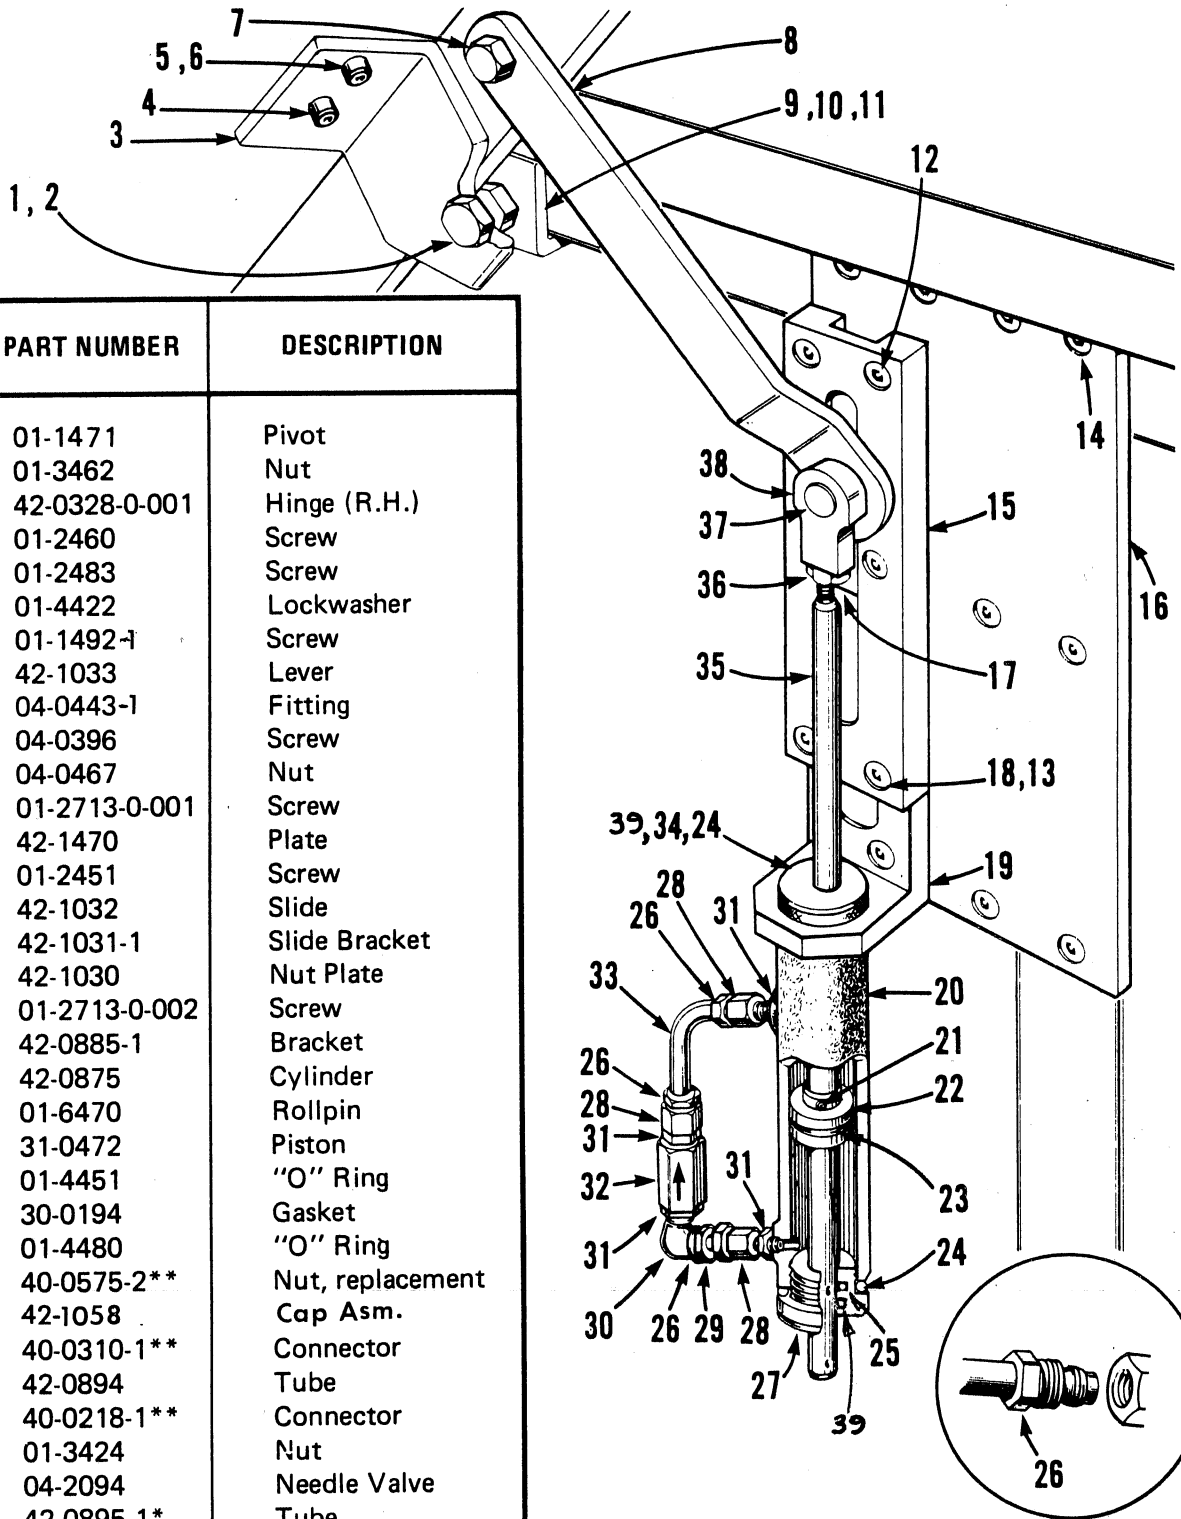 7
8
5,6
4
9,10,11
3
12
1, 2
PART NUMBER DESCRIPTION
01-1471 Pivot
01-3462 Nut
42-0328-0-001 Hinge (R.H.)
01-2460 Screw
01-2483 Screw
01-4422 Lockwasher
01-1492-1 Screw
42-1033 Lever
04-0443-1 Fitting
04-0396 Screw
04-0467 Nut
01-2713-0-001 Screw
42-1470 Plate
01-2451 Screw
42-1032 Slide
42-1031-1 Slide Bracket
42-1030 Nut Plate
01-2713-0-002 Screw
42-0885-1 Bracket
42-0875 Cylinder
01-6470 Rollpin
31-0472 Piston
01-4451 "O" Ring
30-0194 Gasket
01-4480 "O" Ring
40-0575-2** Nut, replacement
42-1058 Cap Asm.
40-0310-1** Connector
42-0894 Tube
40-0218-1** Connector
01-3424 Nut
04-2094 Needle Valve
42-0895-1* Tube
14
38
15
37
36
16
35
17
18,13
39,34,24
19
28
26
31
33
20
21
26
22
28
31
31
32
23
31
24
30
26
29
28
25
27
39
26